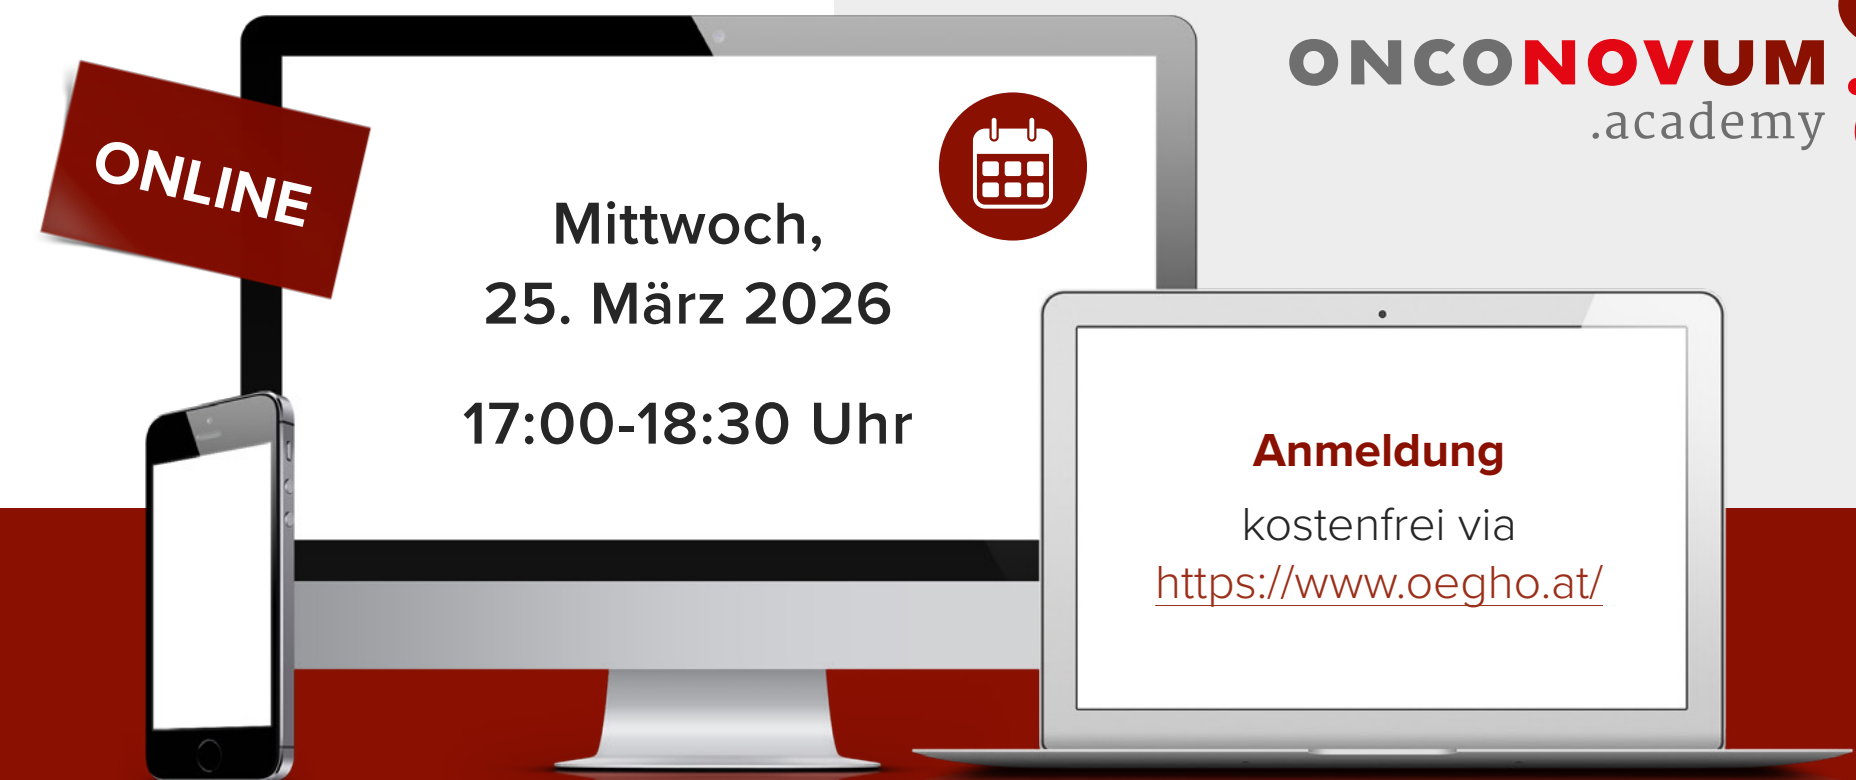 ONCONOVUM
.academy
ONLINE
Mittwoch,
25. März 2026
17:00-18:30 Uhr
Anmeldung
kostenfrei via
https://www.oegho.at/